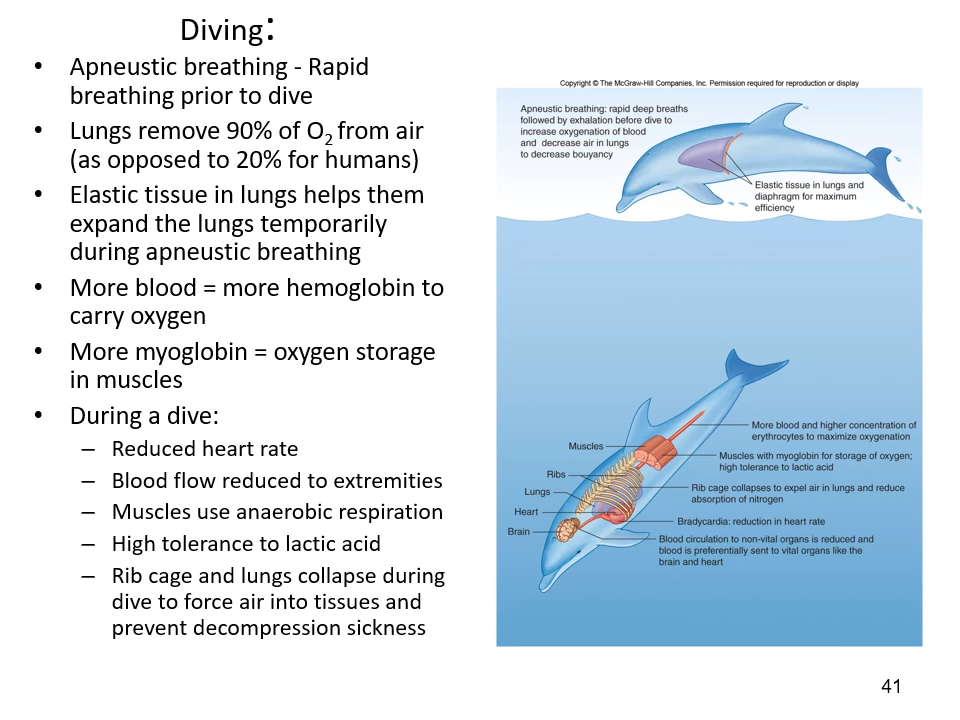 Diving:
• Apneustic breathing - Rapid
breathing prior to dive
• Lungs remove 90% of O2 from air
(as opposed to 20% for humans)
• Elastic tissue in lungs helps them
expand the lungs temporarily
during apneustic breathing
• More blood = more hemoglobin to
carry oxygen
• More myoglobin = oxygen storage
in muscles
• During a dive:
– Reduced heart rate
– Blood flow reduced to extremities
– Muscles use anaerobic respiration
– High tolerance to lactic acid
– Rib cage and lungs collapse during
dive to force air into tissues and
prevent decompression sickness
Copyright © The McGraw-Hill Companies, Inc. Permission required for reproduction or display
Apneustic breathing: rapid deep breaths
followed by exhalation before dive to
increase oxygenation of blood
and decrease air in lungs
to decrease bouyancy
Elastic tissue in lungs and
diaphragm for maximum
efficiency
Muscles
Ribs
Lungs
Heart
Brain
More blood and higher concentration of
erythrocytes to maximize oxygenation
Muscles with myoglobin for storage of oxygen;
high tolerance to lactic acid
Rib cage collapses to expel air in lungs and reduce
absorption of nitrogen
Bradycardia: reduction in heart rate
Blood circulation to non-vital organs is reduced and
blood is preferentially sent to vital organs like the
brain and heart
41